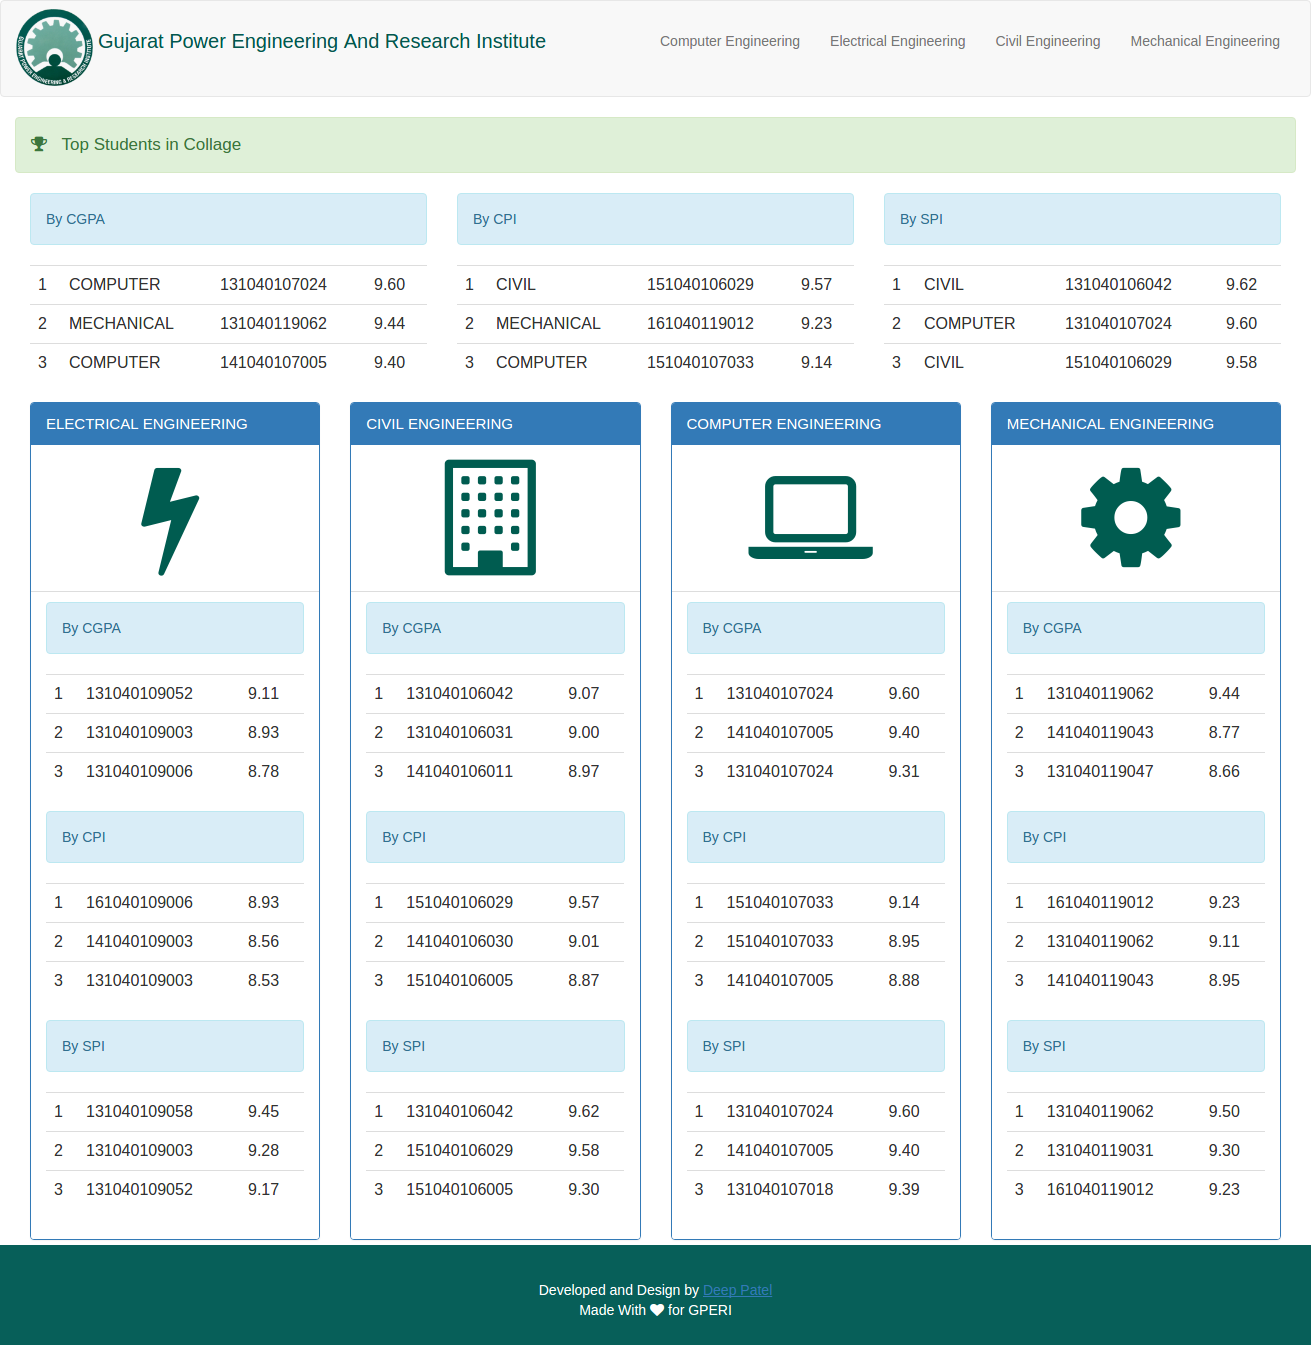 GUJARAT POWER ENGINEERING & RESEARCH INSTITUTE
Gujarat Power Engineering And Research Institute
Computer Engineering Electrical Engineering Civil Engineering Mechanical Engineering
Top Students in Collage
By CGPA
1 COMPUTER 131040107024 9.60
2 MECHANICAL 131040119062 9.44
3 COMPUTER 141040107005 9.40
By CPI
1 CIVIL 151040106029 9.57
2 MECHANICAL 161040119012 9.23
3 COMPUTER 151040107033 9.14
By SPI
1 CIVIL 131040106042 9.62
2 COMPUTER 131040107024 9.60
3 CIVIL 151040106029 9.58
ELECTRICAL ENGINEERING
By CGPA
1 131040109052 9.11
2 131040109003 8.93
3 131040109006 8.78
By CPI
1 161040109006 8.93
2 141040109003 8.56
3 131040109003 8.53
By SPI
1 131040109058 9.45
2 131040109003 9.28
3 131040109052 9.17
CIVIL ENGINEERING
By CGPA
1 131040106042 9.07
2 131040106031 9.00
3 141040106011 8.97
By CPI
1 151040106029 9.57
2 141040106030 9.01
3 151040106005 8.87
By SPI
1 131040106042 9.62
2 151040106029 9.58
3 151040106005 9.30
COMPUTER ENGINEERING
By CGPA
1 131040107024 9.60
2 141040107005 9.40
3 131040107024 9.31
By CPI
1 151040107033 9.14
2 151040107033 8.95
3 141040107005 8.88
By SPI
1 131040107024 9.60
2 141040107005 9.40
3 131040107018 9.39
MECHANICAL ENGINEERING
By CGPA
1 131040119062 9.44
2 141040119043 8.77
3 131040119047 8.66
By CPI
1 161040119012 9.23
2 131040119062 9.11
3 141040119043 8.95
By SPI
1 131040119062 9.50
2 131040119031 9.30
3 161040119012 9.23
Developed and Design by Deep Patel
Made With for GPERI